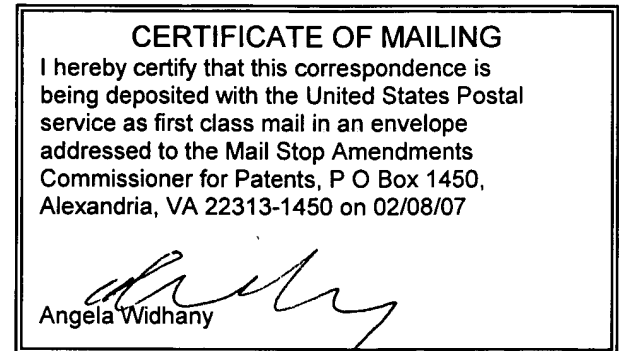 CERTIFICATE OF MAILING
I hereby certify that this correspondence is
being deposited with the United States Postal
service as first class mail in an envelope
addressed to the Mail Stop Amendments
Commissioner for Patents, P O Box 1450,
Alexandria, VA 22313-1450 on 02/08/07
Angela Widhany